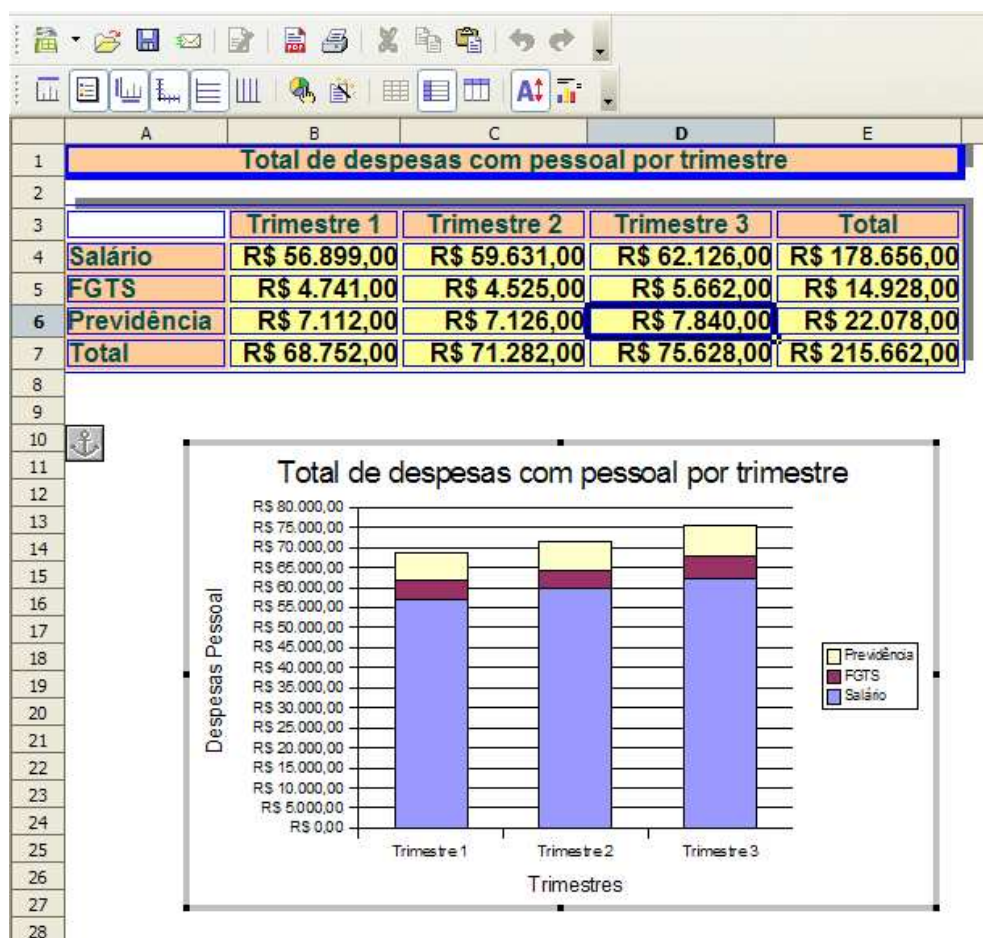 A B C D E
1 Total de despesas com pessoal por trimestre
2
3 Trimestre 1 Trimestre 2 Trimestre 3 Total
4 Salário R$ 56.899,00 R$ 59.631,00 R$ 62.126,00 R$ 178.656,00
5 FGTS R$ 4.741,00 R$ 4.525,00 R$ 5.662,00 R$ 14.928,00
6 Previdência R$ 7.112,00 R$ 7.126,00 R$ 7.840,00 R$ 22.078,00
7 Total R$ 68.752,00 R$ 71.282,00 R$ 75.628,00 R$ 215.662,00
8
9
10
11
12
13
14
15
16
17
18
19
20
21
22
23
24
25
26
27
28
Total de despesas com pessoal por trimestre
Despesas Pessoal
R$ 80.000,00
R$ 75.000,00
R$ 70.000,00
R$ 65.000,00
R$ 60.000,00
R$ 55.000,00
R$ 50.000,00
R$ 45.000,00
R$ 40.000,00
R$ 35.000,00
R$ 30.000,00
R$ 25.000,00
R$ 20.000,00
R$ 15.000,00
R$ 10.000,00
R$ 5.000,00
R$ 0,00
Trimestre 1 Trimestre 2 Trimestre 3
Trimestres
Previdência
FGTS
Salário